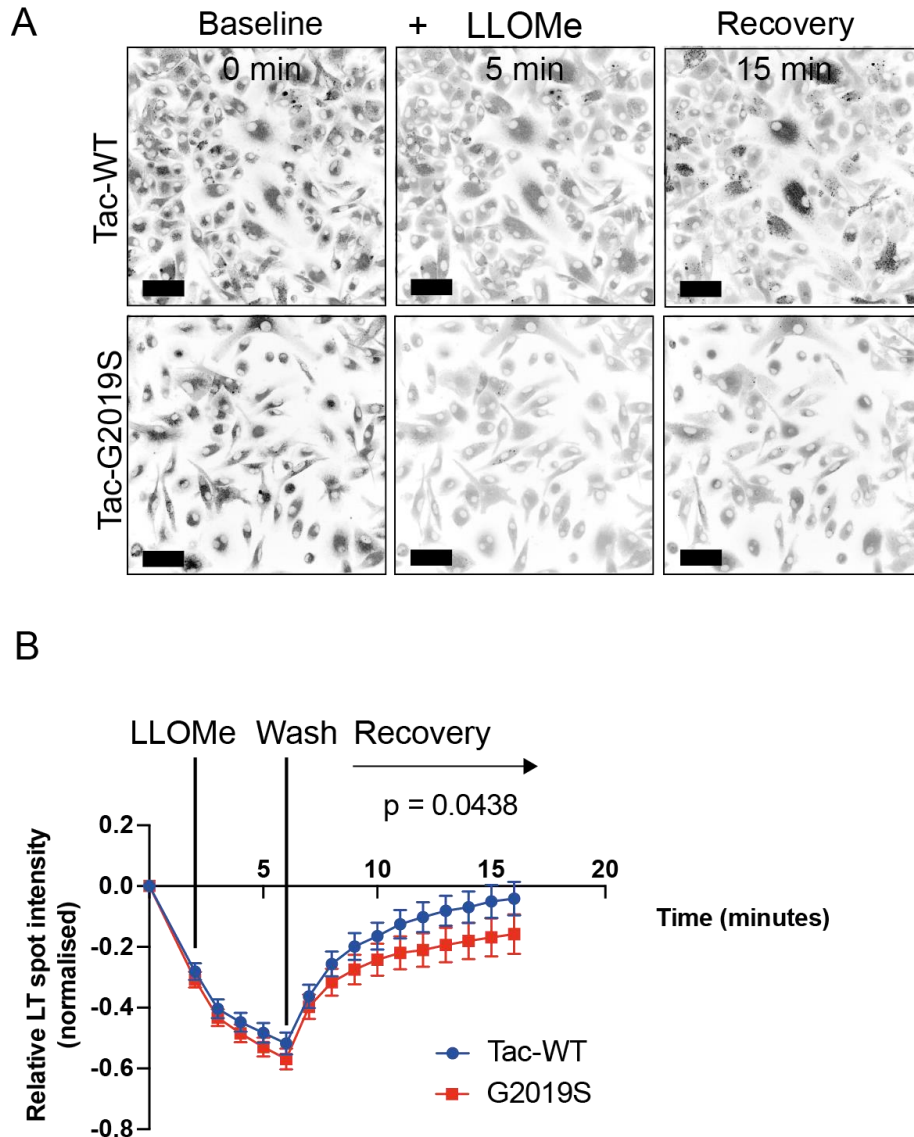 A
Baseline + LLOMe Recovery
0 min 5 min 15 min
Tac-WT
Tac-G2019S
B
LLOMe Wash Recovery
p = 0.0438
0.2
5 10 15 20
0.0
Time (minutes)
-0.2
-0.4
-0.6
-0.8
Relative LT spot intensity
(normalised)
Tac-WT
G2019S